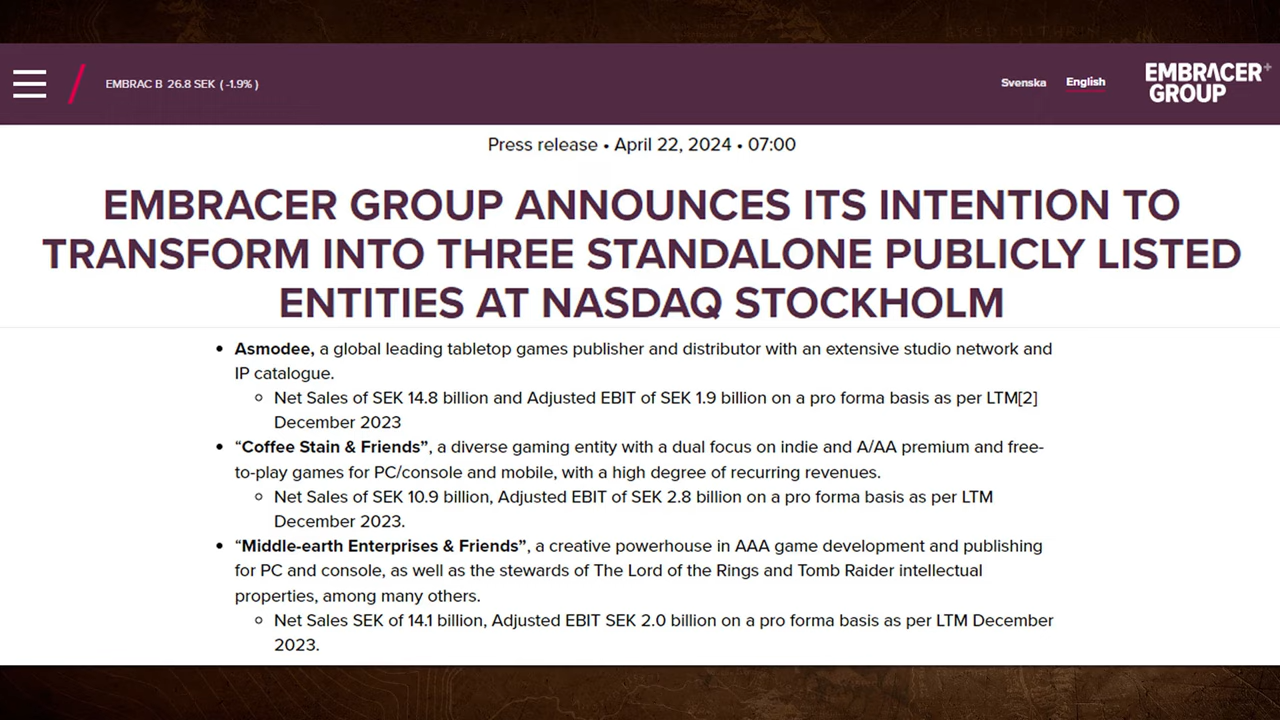 BRED MITHRIN
EMBRAC B 26.8 SEK ( -1.9% )
Svenska
English
EMBRACER+
GROUP
Press release • April 22, 2024 • 07:00
EMBRACER GROUP ANNOUNCES ITS INTENTION TO
TRANSFORM INTO THREE STANDALONE PUBLICLY LISTED
ENTITIES AT NASDAQ STOCKHOLM
• Asmodee, a global leading tabletop games publisher and distributor with an extensive studio network and
IP catalogue.
◦ Net Sales of SEK 14.8 billion and Adjusted EBIT of SEK 1.9 billion on a pro forma basis as per LTM[2]
December 2023
• “Coffee Stain & Friends”, a diverse gaming entity with a dual focus on indie and A/AA premium and free-
to-play games for PC/console and mobile, with a high degree of recurring revenues.
◦ Net Sales of SEK 10.9 billion, Adjusted EBIT of SEK 2.8 billion on a pro forma basis as per LTM
December 2023.
• “Middle-earth Enterprises & Friends”, a creative powerhouse in AAA game development and publishing
for PC and console, as well as the stewards of The Lord of the Rings and Tomb Raider intellectual
properties, among many others.
◦ Net Sales SEK of 14.1 billion, Adjusted EBIT SEK 2.0 billion on a pro forma basis as per LTM December
2023.